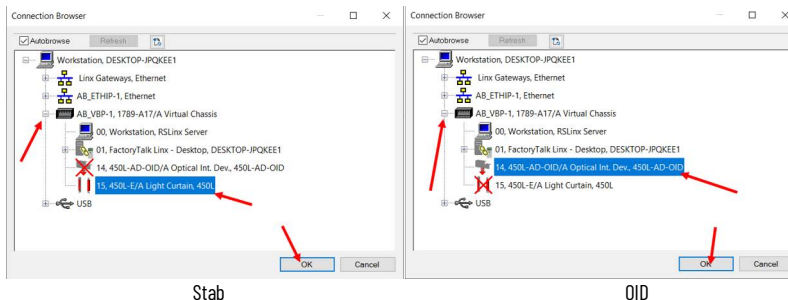 Connection Browser
Autobrowse
Refresh
Workstation, DESKTOP-JPQKEE1
Linx Gateways, Ethernet
AB_ETHIP-1, Ethernet
AB_VBP-1, 1789-A17/A Virtual Chassis
00, Workstation, RSLinx Server
01, FactoryTalk Linx - Desktop, DESKTOP-JPQKEE1
14, 450L-AD-OID/A Optical Int. Dev., 450L-AD-OID
15, 450L-E/A Light Curtain, 450L
USB
OK
Cancel
Stab
Connection Browser
Autobrowse
Refresh
Workstation, DESKTOP-JPQKEE1
Linx Gateways, Ethernet
AB_ETHIP-1, Ethernet
AB_VBP-1, 1789-A17/A Virtual Chassis
00, Workstation, RSLinx Server
01, FactoryTalk Linx - Desktop, DESKTOP-JPQKEE1
14, 450L-AD-OID/A Optical Int. Dev., 450L-AD-OID
15, 450L-E/A Light Curtain, 450L
USB
OK
Cancel
OID